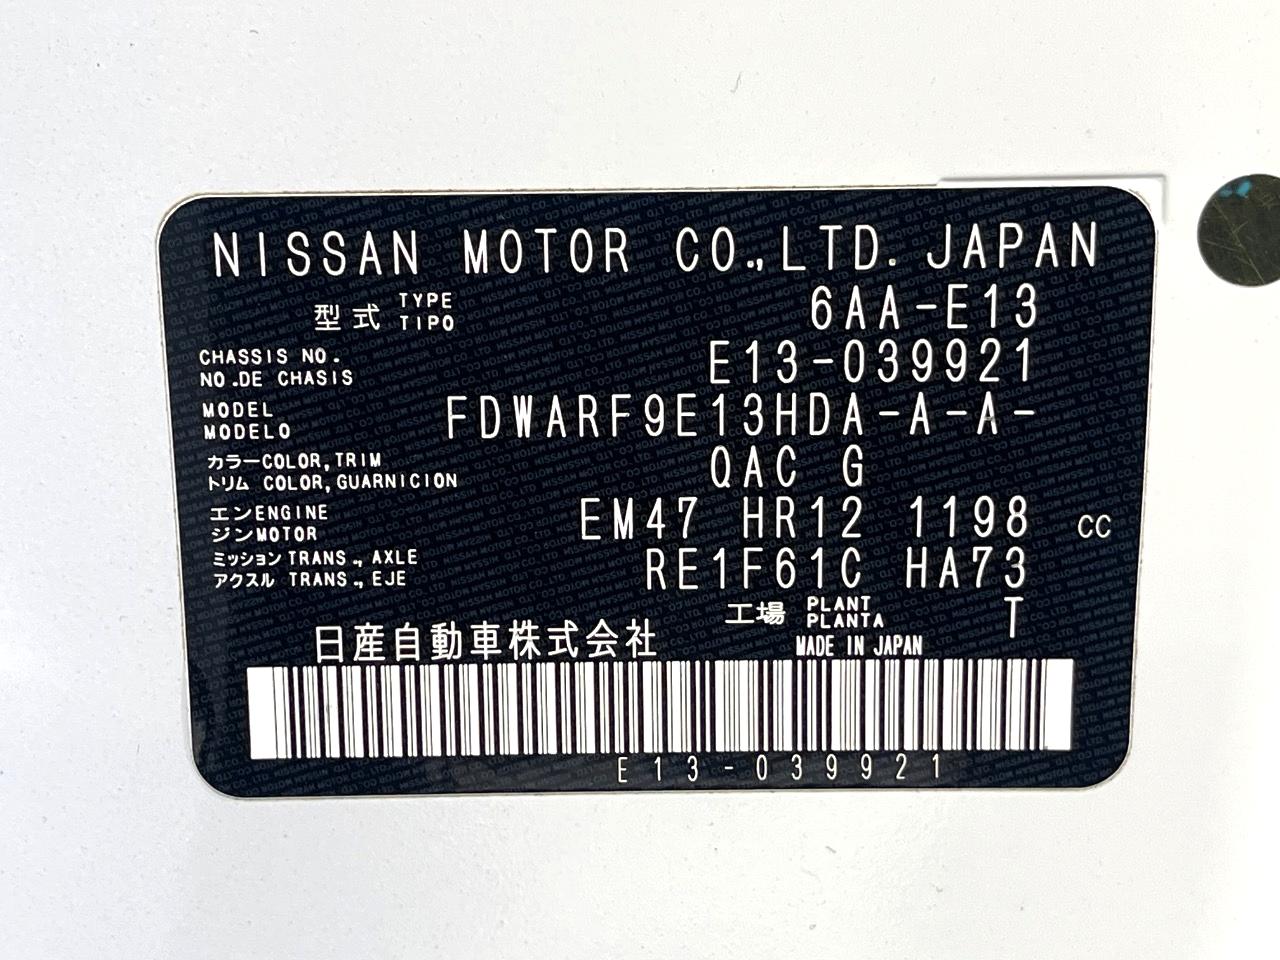 NISSAN MOTOR CO.,LTD. JAPAN
型式 TYPE TIPO 6AA-E13
CHASSIS NO. NO.DE CHASIS E13-039921
MODEL MODELO FDWARF9E13HDA-A-A-
カラーCOLOR,TRIM トリム COLOR,GUARNICION QAC G
エンENGINE ジンMOTOR EM47 HR12 1198 CC
ミッションTRANS.,AXLE アクスル TRANS.,EJE RE1F61C HA73
工場 PLANT PLANTA T
日産自動車株式会社 MADE IN JAPAN
E13-039921